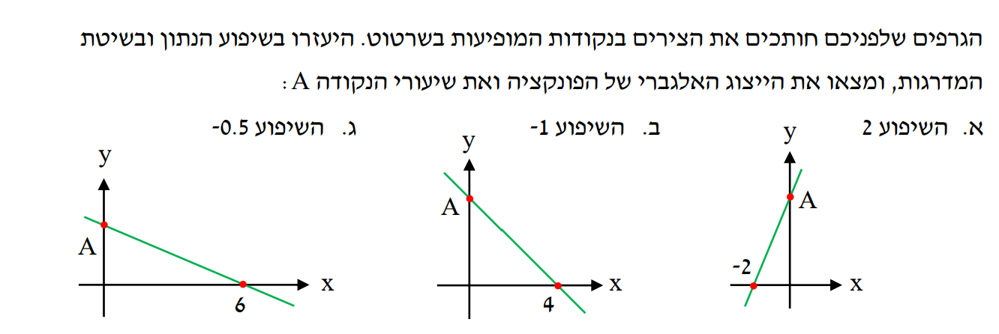 הגרפים שלפניכם חותכים את הצירים בנקודות המופיעות בשרטוט. היעזרו בשיפוע הנתון ובשיטת
המדרגות, ומצאו את הייצוג האלגברי של הפונקציה ואת שיעורי הנקודה A :
א. השיפוע 2
ב. השיפוע 1-
ג. השיפוע 0.5-
y
A
-2
x
y
A
4
x
y
A
6
x